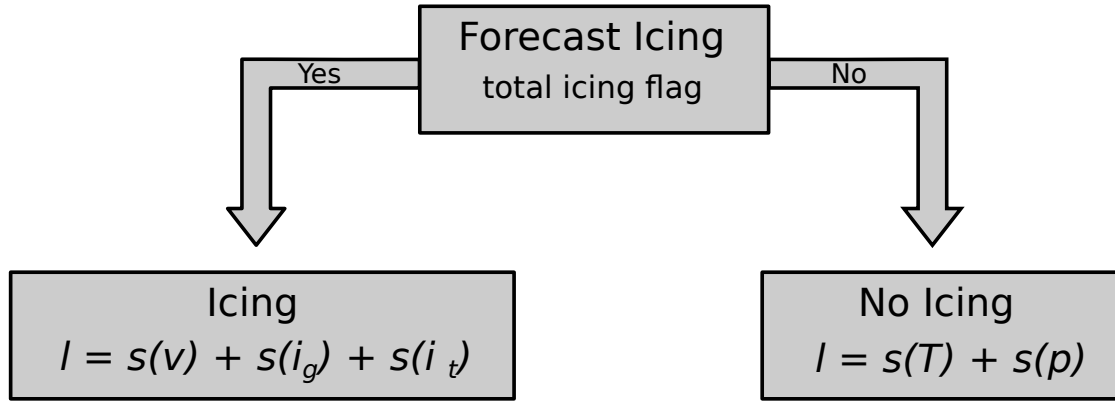 Forecast Icing
total icing flag
Yes
No
Icing
l = s(v) + s(i_g) + s(i_t)
No Icing
l = s(T) + s(p)